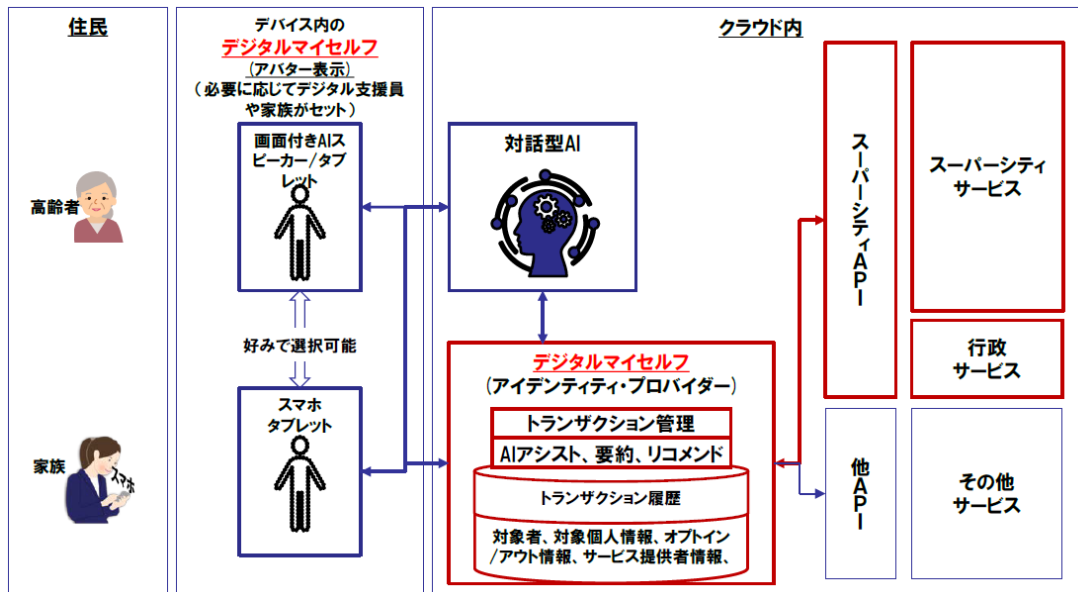 住民
高齢者
家族
スマホ
デバイス内の
デジタルマイセルフ
(アバター表示)
(必要に応じてデジタル支援員
や家族がセット)
画面付きAIス
ピーカー/タブ
レット
好みで選択可能
スマホ
タブレット
クラウド内
対話型AI
デジタルマイセルフ
(アイデンティティ・プロバイダー)
トランザクション管理
AIアシスト、要約、リコメンド
トランザクション履歴
対象者、対象個人情報、オプトイン
/アウト情報、サービス提供者情報、
スーパーシティAPI
他API
スーパーシティ
サービス
行政
サービス
その他
サービス